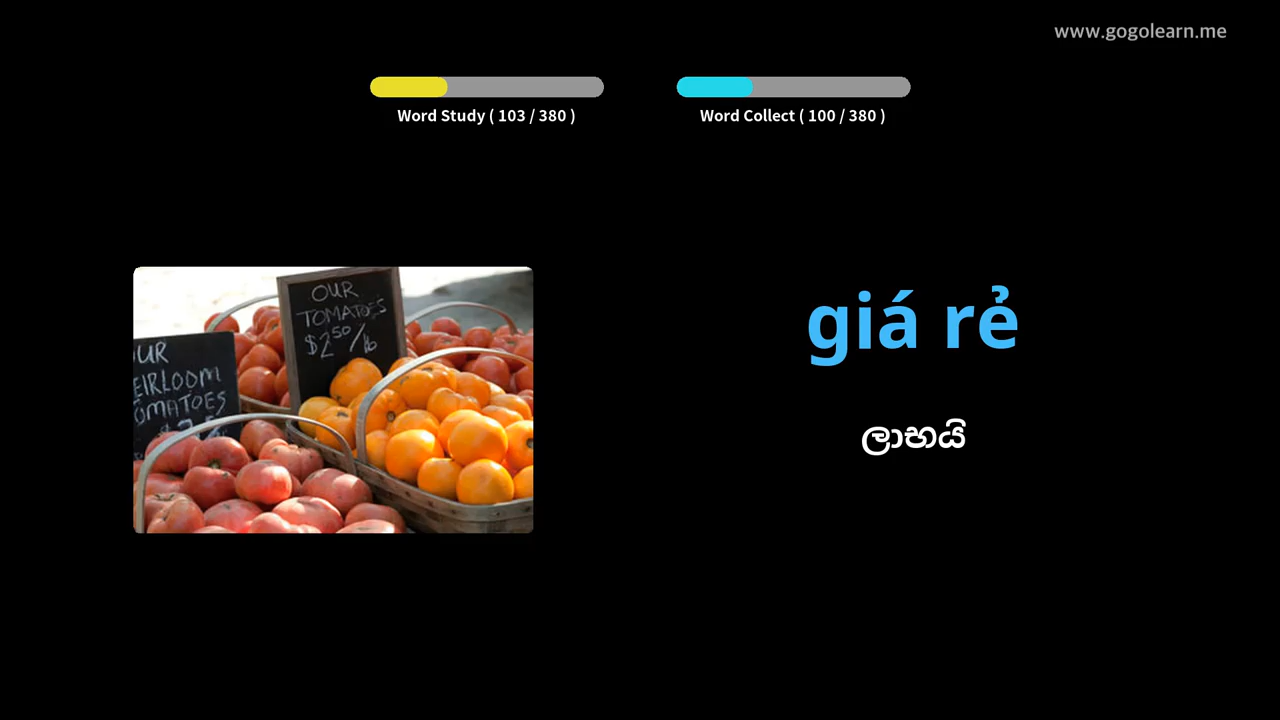 www.gogolearn.me
Word Study ( 103 / 380 )
Word Collect ( 100 / 380 )
OUR
TOMATOES
$2.50/lb
UR
EIRLOOM
OMATOES
giá rẻ
ලාභයි